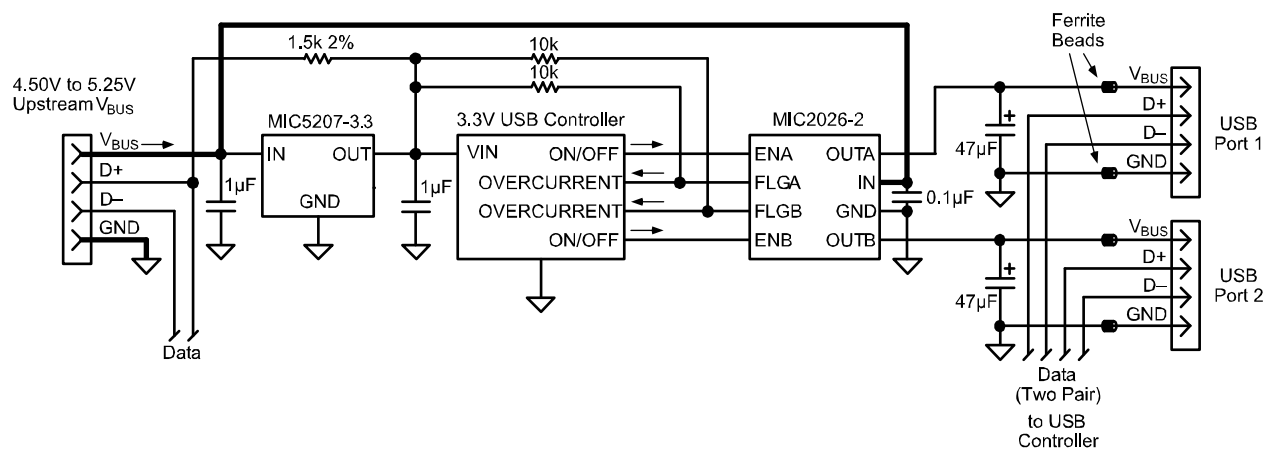 Ferrite
Beads
1.5k 2%
10k
10k
4.50V to 5.25V
Upstream VBUS
VBUS
D+
D–
GND
Data
MIC5207-3.3
IN
OUT
GND
1µF
1µF
3.3V USB Controller
VIN
ON/OFF
OVERCURRENT
OVERCURRENT
ON/OFF
MIC2026-2
ENA
OUTA
FLGA
IN
FLGB
GND
ENB
OUTB
0.1µF
+
47µF
VBUS
D+
D–
GND
USB
Port 1
+
47µF
VBUS
D+
D–
GND
USB
Port 2
Data
(Two Pair)
to USB
Controller